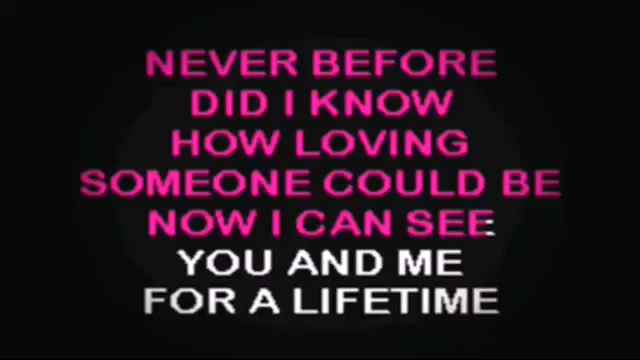 NEVER BEFORE
DID I KNOW
HOW LOVING
SOMEONE COULD BE
NOW I CAN SEE
YOU AND ME
FOR A LIFETIME